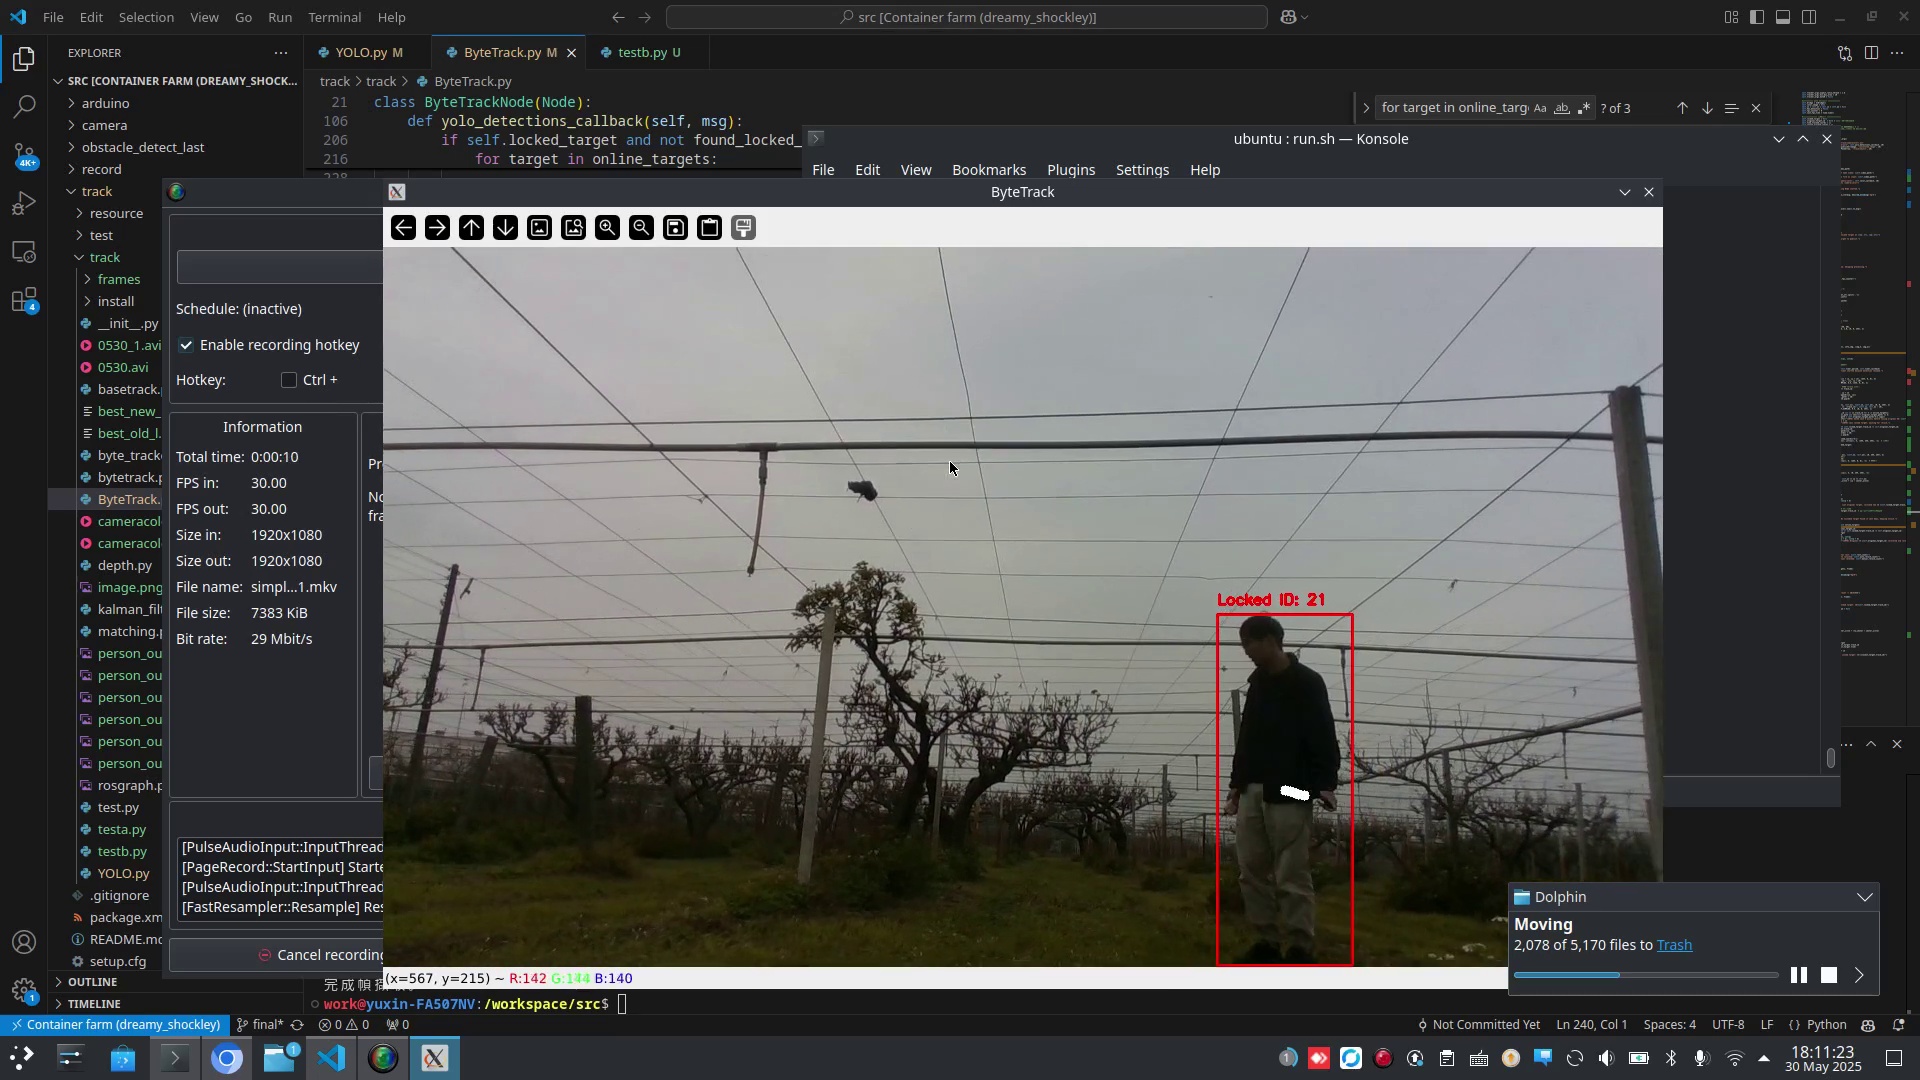 File Edit Selection View Go Run Terminal Help
src [Container farm (dreamy_shockley)]
EXPLORER
YOLO.py M
ByteTrack.py M
testb.py U
SRC [CONTAINER FARM (DREAMY_SHOCK...
track > track > ByteTrack.py
arduino
camera
obstacle_detect_last
record
track
resource
test
track
frames
install
__init__.py
0530_1.avi
0530.avi
basetrack.
best_new_
best_old_l.
byte_track
bytetrack.p
ByteTrack.
cameracol
cameracol
depth.py
image.png
kalman_filt
matching.p
person_ou
person_ou
person_ou
person_ou
person_ou
person_ou
rosgraph.p
test.py
testa.py
testb.py
YOLO.py
.gitignore
package.xm
README.md
setup.cfg
OUTLINE
TIMELINE
21 class ByteTrackNode(Node):
106 def yolo_detections_callback(self, msg):
206 if self.locked_target and not found_locked_
216 for target in online_targets:
228
for target in online_targ
Aa ab ? of 3
ubuntu : run.sh — Konsole
File Edit View Bookmarks Plugins Settings Help
ByteTrack
Schedule: (inactive)
Enable recording hotkey
Hotkey: Ctrl +
Information
Total time: 0:00:10
FPS in: 30.00
FPS out: 30.00
Size in: 1920x1080
Size out: 1920x1080
File name: simpl...1.mkv
File size: 7383 KiB
Bit rate: 29 Mbit/s
Pr
No
fra
[PulseAudioInput::InputThread
[PageRecord::StartInput] Starte
[PulseAudioInput::InputThread
[FastResampler::Resample] Res
Cancel recording
Locked ID: 21
(x=567, y=215) ~ R:142 G:144 B:140
work@yuxin-FA507NV:/workspace/src$
Dolphin
Moving
2,078 of 5,170 files to Trash
Container farm (dreamy_shockley) final* 0 0 0
Not Committed Yet Ln 240, Col 1 Spaces: 4 UTF-8 LF {} Python
4K+
4
1
1
1
18:11:23
30 May 2025